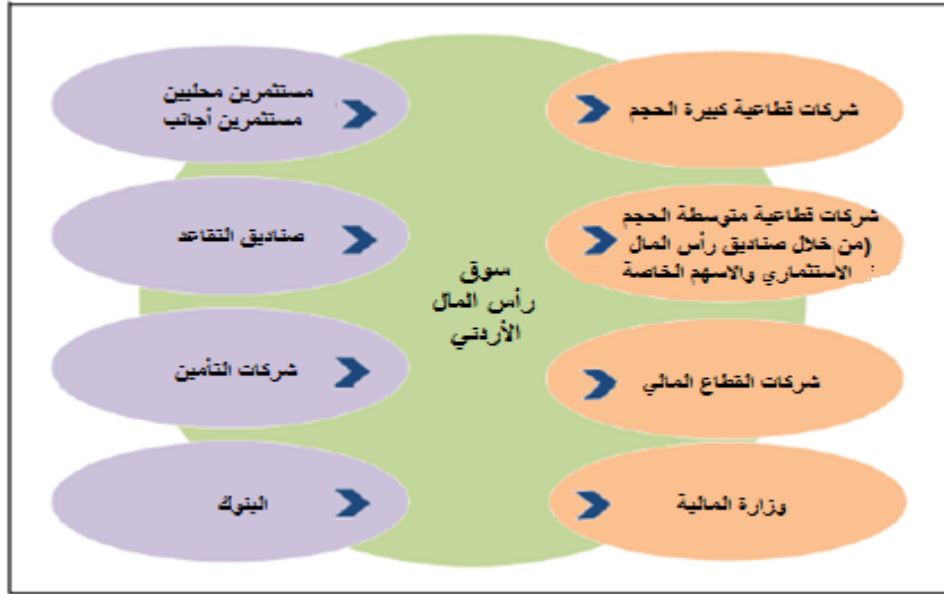 شركات قطاعية كبيرة الحجم
شركات قطاعية متوسطة الحجم
(من خلال صناديق رأس المال
الاستثماري والاسهم الخاصة
شركات القطاع المالي
وزارة المالية
سوق
رأس المال
الأردني
مستثمرين محليين
مستثمرين أجانب
صناديق التقاعد
شركات التأمين
البنوك